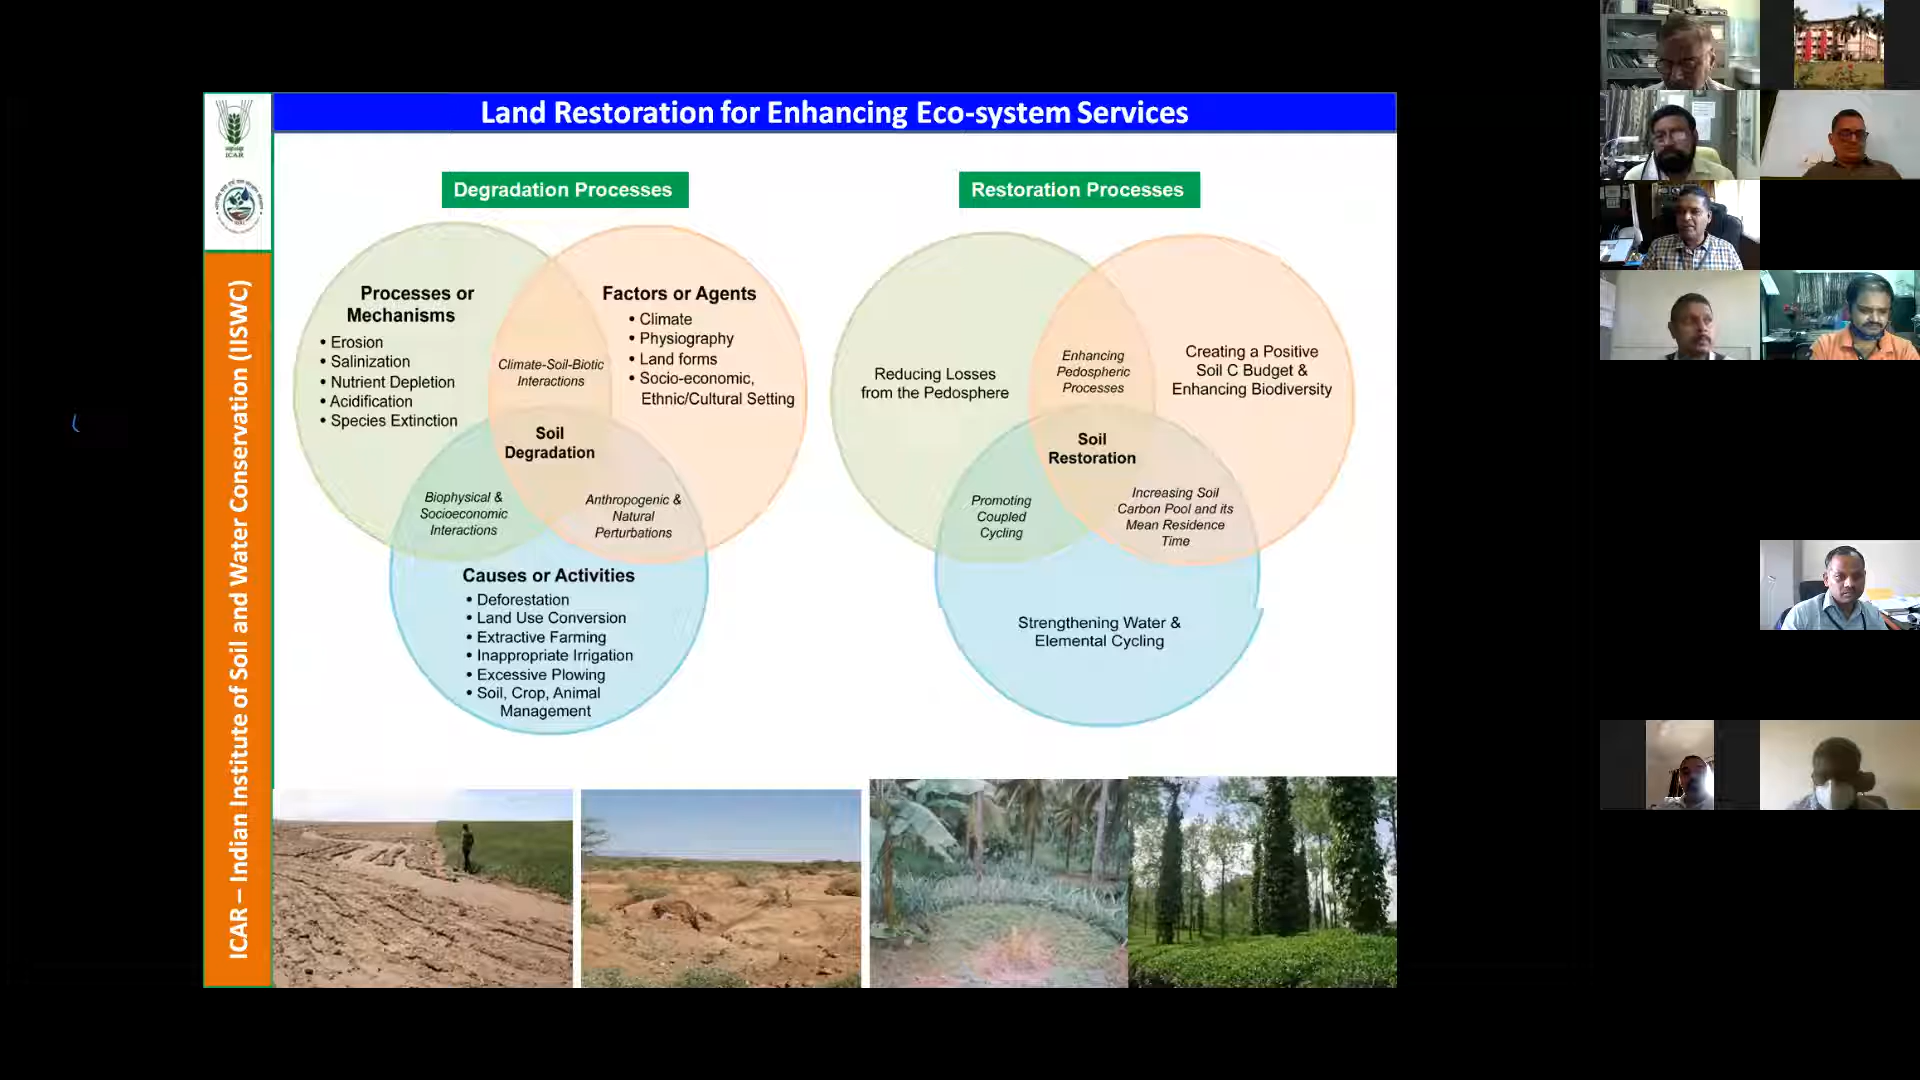 Land Restoration for Enhancing Eco-system Services
ICAR
ICAR – Indian Institute of Soil and Water Conservation (IISWC)
Degradation Processes
Processes or
Mechanisms
• Erosion
• Salinization
• Nutrient Depletion
• Acidification
• Species Extinction
Climate-Soil-Biotic
Interactions
Factors or Agents
• Climate
• Physiography
• Land forms
• Socio-economic,
Ethnic/Cultural Setting
Soil
Degradation
Biophysical &
Socioeconomic
Interactions
Anthropogenic &
Natural
Perturbations
Causes or Activities
• Deforestation
• Land Use Conversion
• Extractive Farming
• Inappropriate Irrigation
• Excessive Plowing
• Soil, Crop, Animal
Management
Restoration Processes
Reducing Losses
from the Pedosphere
Enhancing
Pedospheric
Processes
Creating a Positive
Soil C Budget &
Enhancing Biodiversity
Soil
Restoration
Promoting
Coupled
Cycling
Increasing Soil
Carbon Pool and its
Mean Residence
Time
Strengthening Water &
Elemental Cycling